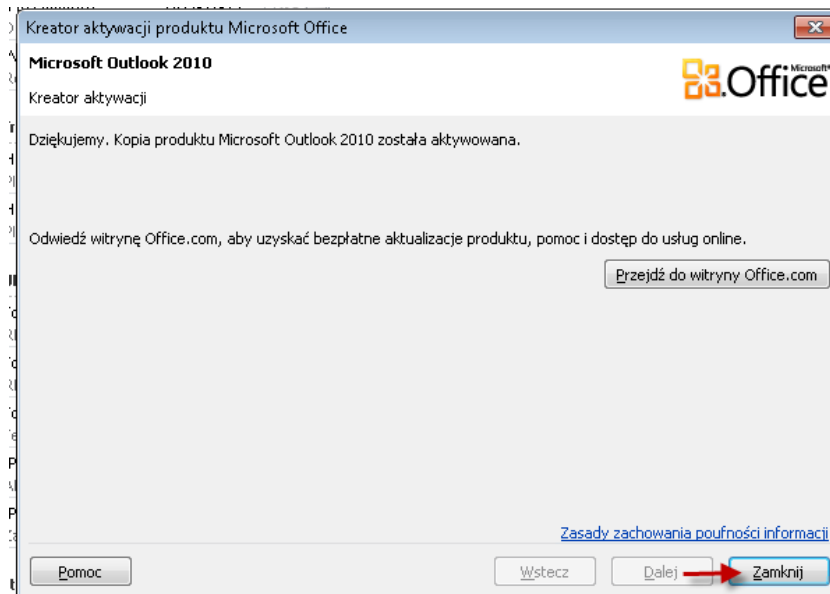 Kreator aktywacji produktu Microsoft Office
Microsoft Outlook 2010
Kreator aktywacji
Microsoft®
Office
Dziękujemy. Kopia produktu Microsoft Outlook 2010 została aktywowana.
Odwiedź witrynę Office.com, aby uzyskać bezpłatne aktualizacje produktu, pomoc i dostęp do usług online.
Przejdź do witryny Office.com
Zasady zachowania poufności informacji
Pomoc
Wstecz
Dalej
Zamknij